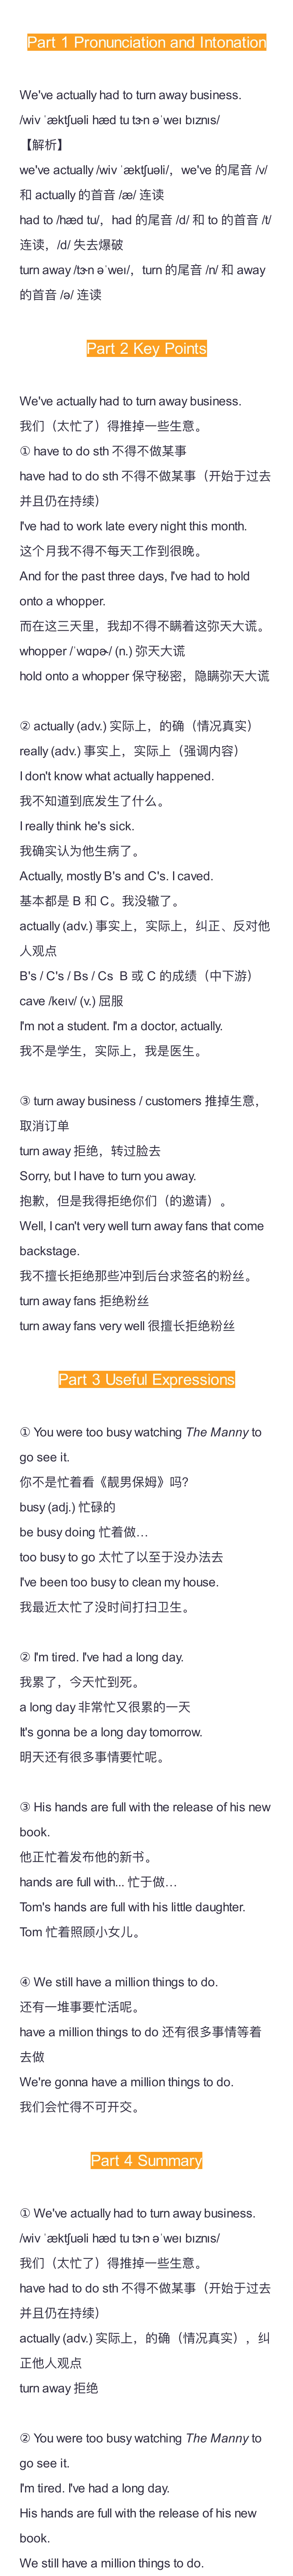 Part 1 Pronunciation and Intonation
We've actually had to turn away business.
/wiv ˈæktʃuəli hæd tu tɝn əˈweɪ bɪznɪs/
【解析】
we've actually /wiv ˈæktʃuəli/，we've 的尾音 /v/
和 actually 的首音 /æ/ 连读
had to /hæd tu/，had 的尾音 /d/ 和 to 的首音 /t/
连读，/d/ 失去爆破
turn away /tɝn əˈweɪ/，turn 的尾音 /n/ 和 away
的首音 /ə/ 连读
Part 2 Key Points
We've actually had to turn away business.
我们（太忙了）得推掉一些生意。
① have to do sth 不得不做某事
have had to do sth 不得不做某事（开始于过去
并且仍在持续）
I've had to work late every night this month.
这个月我不得不每天工作到很晚。
And for the past three days, I've had to hold
onto a whopper.
而在这三天里，我却不得不瞒着这弥天大谎。
whopper /ˈwɑpɚ/ (n.) 弥天大谎
hold onto a whopper 保守秘密，隐瞒弥天大谎
② actually (adv.) 实际上，的确（情况真实）
really (adv.) 事实上，实际上（强调内容）
I don't know what actually happened.
我不知道到底发生了什么。
I really think he's sick.
我确实认为他生病了。
Actually, mostly B's and C's. I caved.
基本都是 B 和 C。我没辙了。
actually (adv.) 事实上，实际上，纠正、反对他
人观点
B's / C's / Bs / Cs B 或 C 的成绩（中下游）
cave /keɪv/ (v.) 屈服
I'm not a student. I'm a doctor, actually.
我不是学生，实际上，我是医生。
③ turn away business / customers 推掉生意，
取消订单
turn away 拒绝，转过脸去
Sorry, but I have to turn you away.
抱歉，但是我得拒绝你们（的邀请）。
Well, I can't very well turn away fans that come
backstage.
我不擅长拒绝那些冲到后台求签名的粉丝。
turn away fans 拒绝粉丝
turn away fans very well 很擅长拒绝粉丝
Part 3 Useful Expressions
① You were too busy watching The Manny to
go see it.
你不是忙着看《靓男保姆》吗?
busy (adj.) 忙碌的
be busy doing 忙着做…
too busy to go 太忙了以至于没办法去
I've been too busy to clean my house.
我最近太忙了没时间打扫卫生。
② I'm tired. I've had a long day.
我累了，今天忙到死。
a long day 非常忙又很累的一天
It's gonna be a long day tomorrow.
明天还有很多事情要忙呢。
③ His hands are full with the release of his new
book.
他正忙着发布他的新书。
hands are full with... 忙于做…
Tom's hands are full with his little daughter.
Tom 忙着照顾小女儿。
④ We still have a million things to do.
还有一堆事要忙活呢。
have a million things to do 还有很多事情等着
去做
We're gonna have a million things to do.
我们会忙得不可开交。
Part 4 Summary
① We've actually had to turn away business.
/wiv ˈæktʃuəli hæd tu tɝn əˈweɪ bɪznɪs/
我们（太忙了）得推掉一些生意。
have had to do sth 不得不做某事（开始于过去
并且仍在持续）
actually (adv.) 实际上，的确（情况真实），纠
正他人观点
turn away 拒绝
② You were too busy watching The Manny to
go see it.
I'm tired. I've had a long day.
His hands are full with the release of his new
book.
We still have a million things to do.